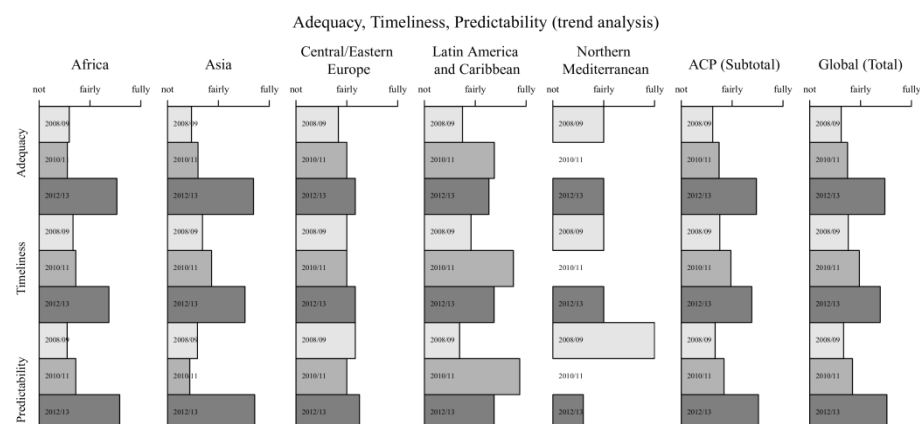 Adequacy, Timeliness, Predictability (trend analysis)
Africa
Asia
Central/Eastern
Europe
Latin America
and Caribbean
Northern
Mediterranean
ACP (Subtotal)
Global (Total)
not fairly fully not fairly fully not fairly fully not fairly fully not fairly fully not fairly fully not fairly fully
Adequacy
2008/09 2008/09 2008/09 2008/09 2008/09 2008/09 2008/09
2010/11 2010/11 2010/11 2010/11 2010/11 2010/11 2010/11
2012/13 2012/13 2012/13 2012/13 2012/13 2012/13 2012/13
Timeliness
2008/09 2008/09 2008/09 2008/09 2008/09 2008/09 2008/09
2010/11 2010/11 2010/11 2010/11 2010/11 2010/11 2010/11
2012/13 2012/13 2012/13 2012/13 2012/13 2012/13 2012/13
Predictability
2008/09 2008/09 2008/09 2008/09 2008/09 2008/09 2008/09
2010/11 2010/11 2010/11 2010/11 2010/11 2010/11 2010/11
2012/13 2012/13 2012/13 2012/13 2012/13 2012/13 2012/13